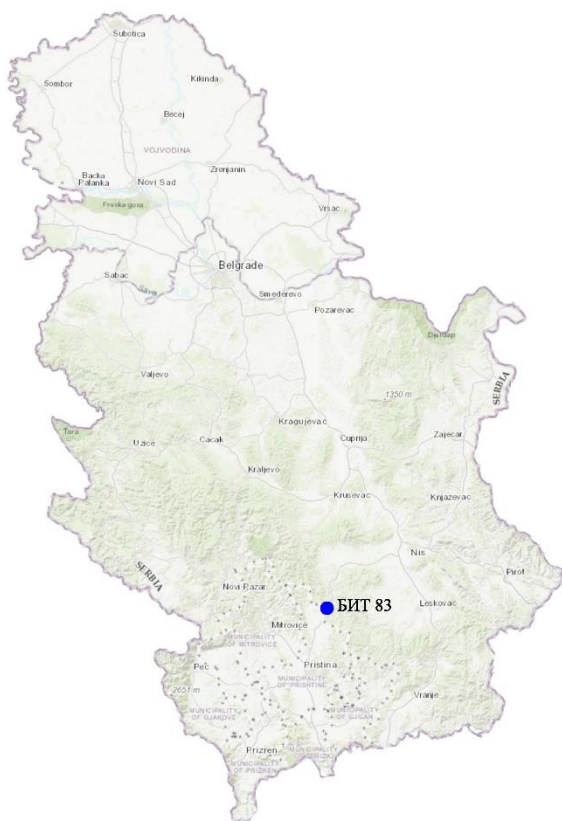 Subotica
Sombor
Kikinda
Becej
VOJVODINA
Backa
Palanka
Novi Sad
Zrenjanin
Fruska gora
Vrsac
Belgrade
Sabac
Sava
Smederevo
Pozarevac
Djerdap
Valjevo
1350 m
SERBIA
Tara
Uzice
Cacak
Kragujevac
Cuprija
Zajecar
Kraljevo
Krusevac
Knjazevac
Nis
Pirot
SERBIA
Novi Pazar
БИТ 83
Leskovac
Mitrovice
MUNICIPALITY
OF MITROVICE
Peć
Pristina
2651 m
MUNICIPALITY
OF PRISHTINE
Vranje
MUNICIPALITY
OF GJAKOVE
MUNICIPALITY
OF GJILAN
Prizren
MUNICIPALITY
MUNICIPALITY
OF PRIZREN